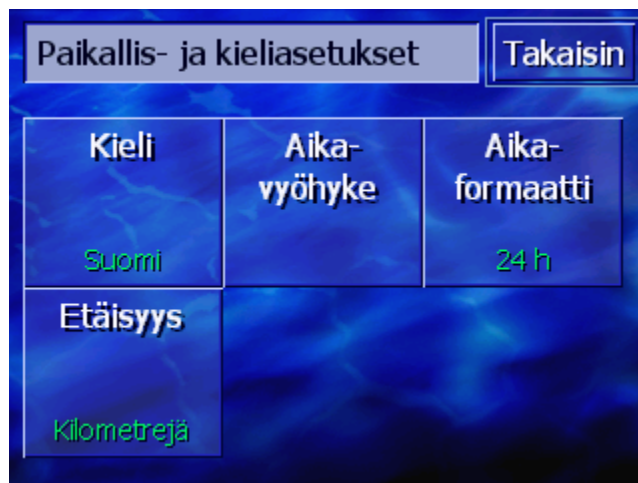 Paikallis- ja kieliasetukset
Takaisin
Kieli
Suomi
Aika-
vyöhyke
Aika-
formaatti
24 h
Etäisyys
Kilometrejä